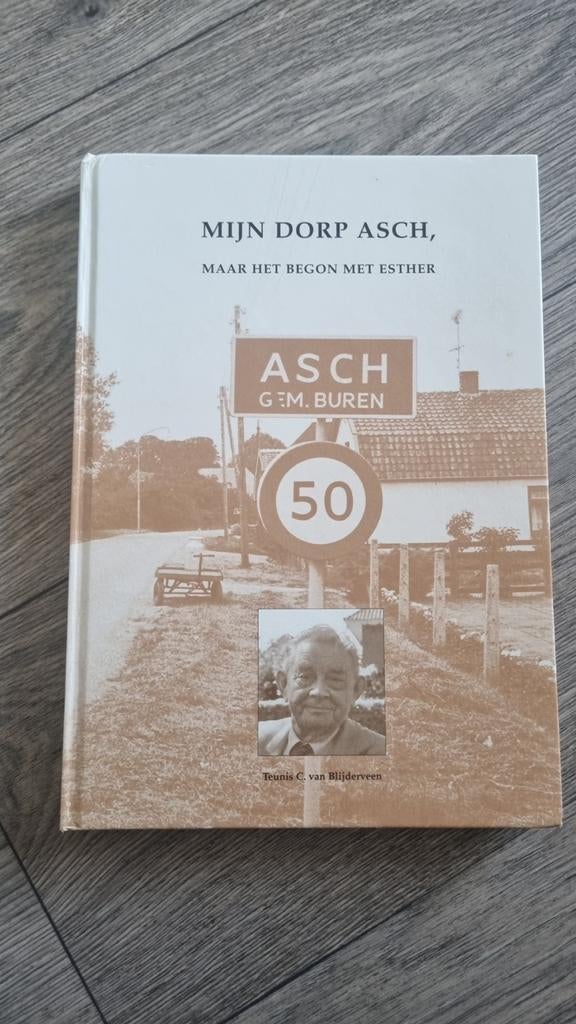 MIJN DORP ASCH,
MAAR HET BEGON MET ESTHER
ASCH
GEM. BUREN
50
Teunis C. van Blijderveen